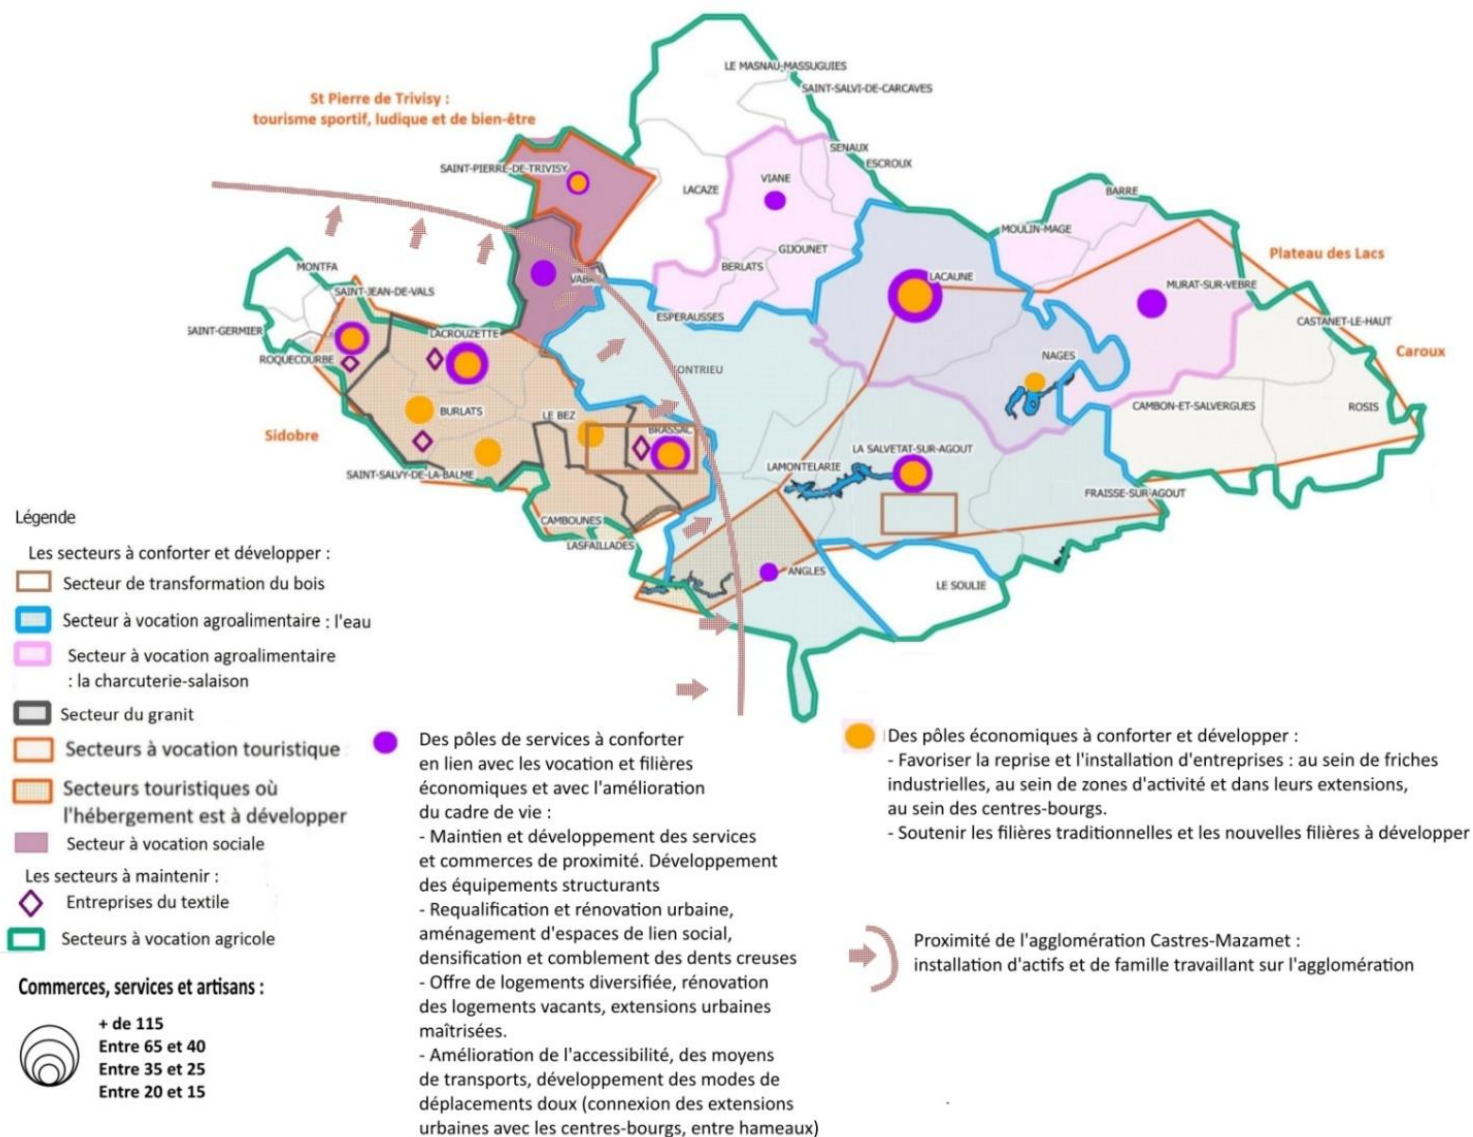 LE MASNAU-MASSUGUIES
SAINT-SALVI-DE-CARCAVES
St Pierre de Trivisy :
tourisme sportif, ludique et de bien-être
SENAUX
ESCROUX
SAINT-PIERRE-DE-TRIVISY
LACAZE
VIANE
BARRE
MOULIN-MAGE
GIJOUNET
BERLATS
Plateau des Lacs
MONTFA
LACAUNE
MURAT-SUR-VEBRE
SAINT-JEAN-DE-VALS
ESPERAUSSES
CASTANET-LE-HAUT
SAINT-GERMIER
LACROUZETTE
ROQUECOURBE
NAGES
Caroux
BURLATS
LE BEZ
CAMBON-ET-SALVERGUES
ROSIS
Sidobre
BRASSAC
LA SALVETAT-SUR-AGOUT
LAMONTELARIE
SAINT-SALVY-DE-LA-BALME
FRAISSE-SUR-AGOUT
CAMBOUNES
LASFAILLADES
ANGLES
LE SOULIE
Légende
Les secteurs à conforter et développer :
Secteur de transformation du bois
Secteur à vocation agroalimentaire : l'eau
Secteur à vocation agroalimentaire
: la charcuterie-salaison
Secteur du granit
Secteurs à vocation touristique
Secteurs touristiques où
l'hébergement est à développer
Secteur à vocation sociale
Les secteurs à maintenir :
Entreprises du textile
Secteurs à vocation agricole
Commerces, services et artisans :
+ de 115
Entre 65 et 40
Entre 35 et 25
Entre 20 et 15
Des pôles de services à conforter
en lien avec les vocation et filières
économiques et avec l'amélioration
du cadre de vie :
- Maintien et développement des services
et commerces de proximité. Développement
des équipements structurants
- Requalification et rénovation urbaine,
aménagement d'espaces de lien social,
densification et comblement des dents creuses
- Offre de logements diversifiée, rénovation
des logements vacants, extensions urbaines
maîtrisées.
- Amélioration de l'accessibilité, des moyens
de transports, développement des modes de
déplacements doux (connexion des extensions
urbaines avec les centres-bourgs, entre hameaux)
Des pôles économiques à conforter et développer :
- Favoriser la reprise et l'installation d'entreprises : au sein de friches
industrielles, au sein de zones d'activité et dans leurs extensions,
au sein des centres-bourgs.
- Soutenir les filières traditionnelles et les nouvelles filières à développer
Proximité de l'agglomération Castres-Mazamet :
installation d'actifs et de famille travaillant sur l'agglomération